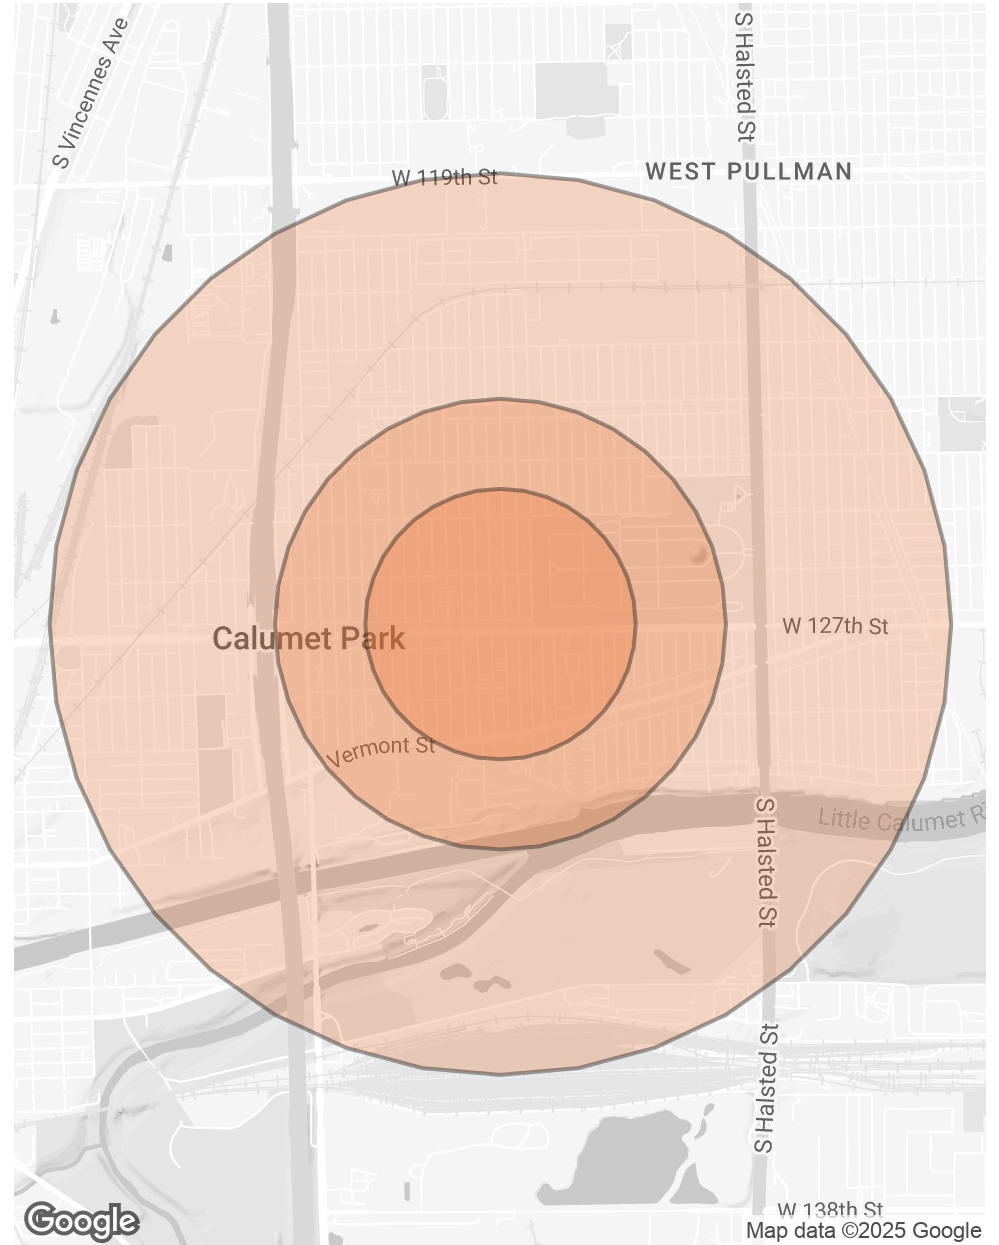 S Vincennes Ave
S Halsted St
W 119th St
WEST PULLMAN
W 127th St
Calumet Park
Vermont St
S Halsted St
Little Calumet Ri
S Halsted St
W 138th St
Google
Map data ©2025 Google